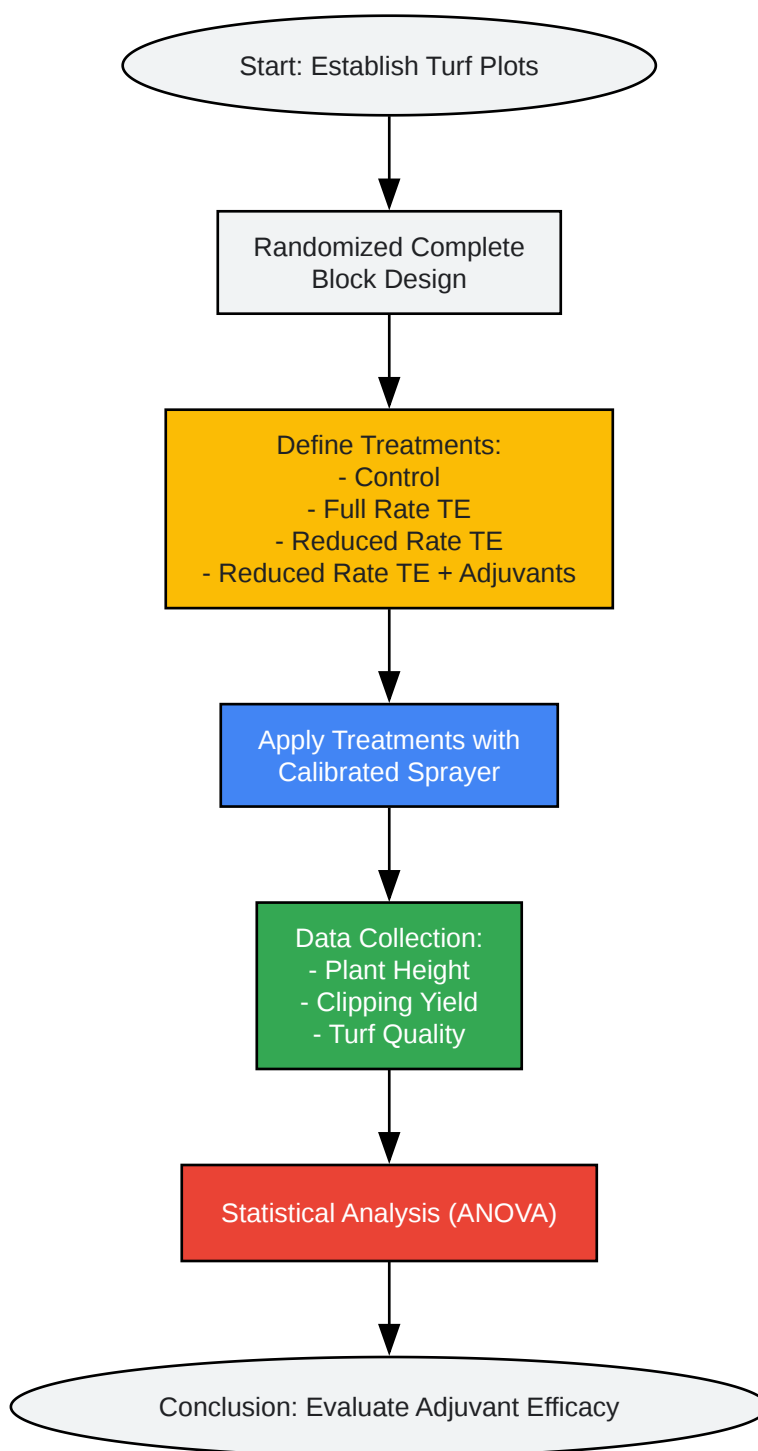 Start: Establish Turf Plots
Randomized Complete
Block Design
Define Treatments:
- Control
- Full Rate TE
- Reduced Rate TE
- Reduced Rate TE + Adjuvants
Apply Treatments with
Calibrated Sprayer
Data Collection:
- Plant Height
- Clipping Yield
- Turf Quality
Statistical Analysis (ANOVA)
Conclusion: Evaluate Adjuvant Efficacy